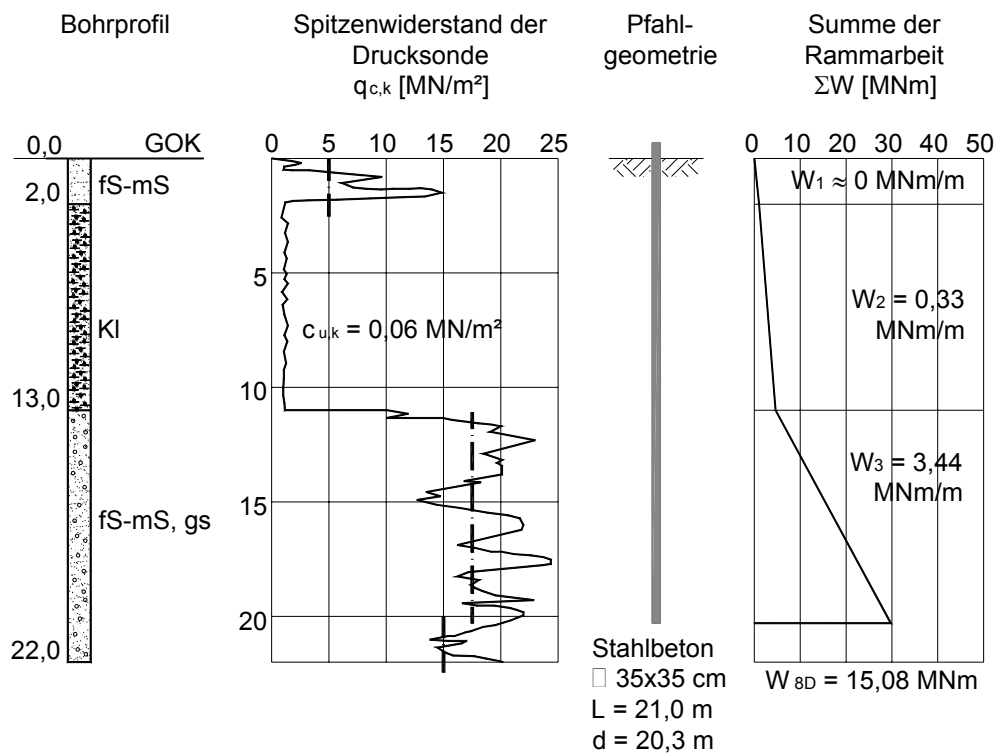 Bohrprofil
Spitzenwiderstand der
Drucksonde
qc,k [MN/m²]
Pfahl-
geometrie
Summe der
Rammarbeit
ΣW [MNm]
0,0 GOK
0 5 10 15 20 25
0 10 20 30 40 50
2,0
fS-mS
W1 ≈ 0 MNm/m
5
Kl
cu,k = 0,06 MN/m²
W2 = 0,33
MNm/m
10
13,0
W3 = 3,44
MNm/m
15
fS-mS, gs
20
22,0
Stahlbeton
35x35 cm
L = 21,0 m
d = 20,3 m
W8D = 15,08 MNm